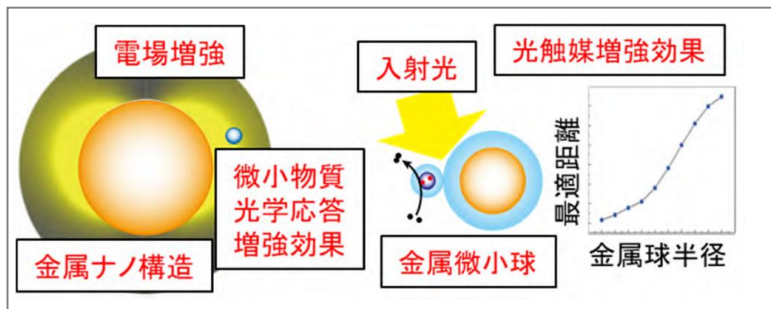 電場増強
微小物質
光学応答
増強効果
金属ナノ構造
入射光
光触媒増強効果
金属微小球
最適距離
金属球半径